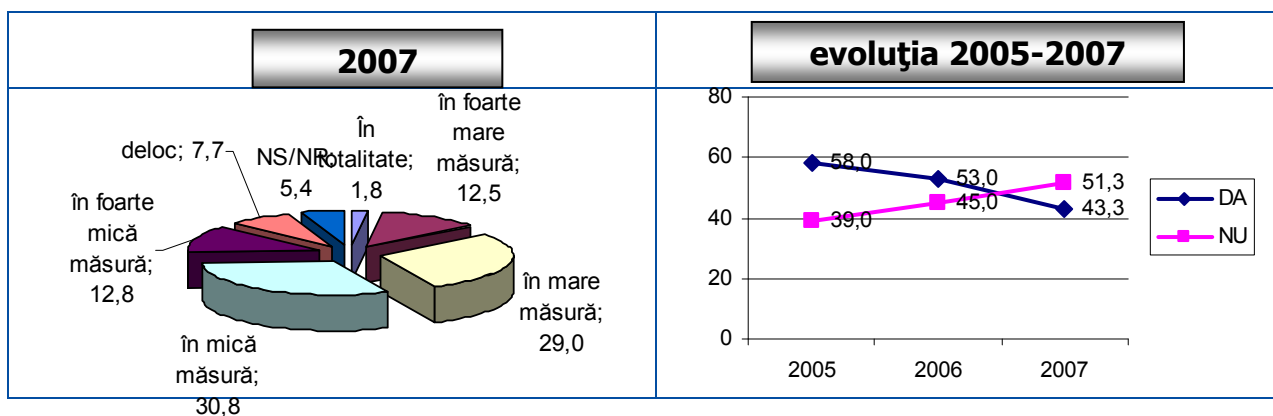 2007
evoluţia 2005-2007
în foarte
mare
măsură;
12,5
În
totalitate;
1,8
NS/NR;
5,4
deloc; 7,7
în foarte
mică
măsură;
12,8
în mică
măsură;
30,8
în mare
măsură;
29,0
80
60
40
20
0
58,0
53,0
43,3
39,0
45,0
51,3
2005
2006
2007
DA
NU